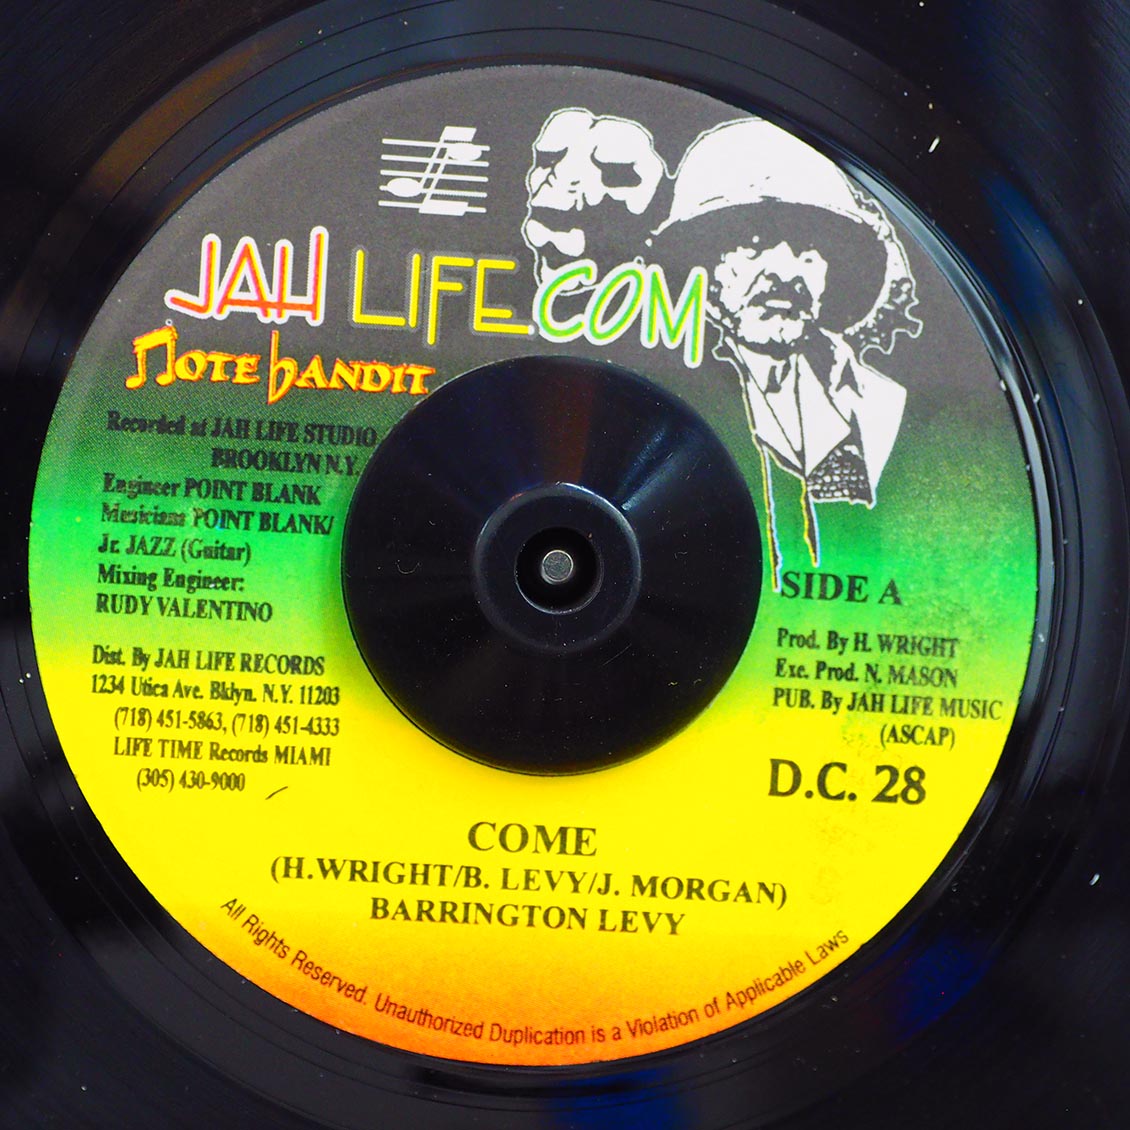 JAH LIFE.COM
NOTE BANDIT
Recorded at JAH LIFE STUDIO
BROOKLYN N.Y.
Engineer POINT BLANK
Musicians POINT BLANK/
Jr. JAZZ (Guitar)
Mixing Engineer:
RUDY VALENTINO
Dist. By JAH LIFE RECORDS
1234 Utica Ave. Bklyn. N.Y. 11203
(718) 451-5863, (718) 451-4333
LIFE TIME Records MIAMI
(305) 430-9000
SIDE A
Prod. By H. WRIGHT
Exe. Prod. N. MASON
PUB. By JAH LIFE MUSIC
(ASCAP)
D.C. 28
COME
(H.WRIGHT/B. LEVY/J. MORGAN)
BARRINGTON LEVY
All Rights Reserved. Unauthorized Duplication is a Violation of Applicable Laws